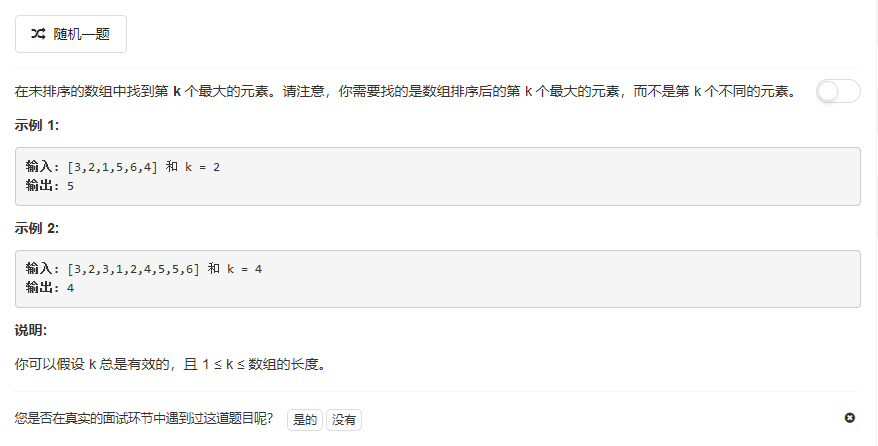 随机一题
在未排序的数组中找到第 k 个最大的元素。请注意，你需要找的是数组排序后的第 k 个最大的元素，而不是第 k 个不同的元素。
示例 1:
输入: [3,2,1,5,6,4] 和 k = 2
输出: 5
示例 2:
输入: [3,2,3,1,2,4,5,5,6] 和 k = 4
输出: 4
说明:
你可以假设 k 总是有效的，且 1 ≤ k ≤ 数组的长度。
您是否在真实的面试环节中遇到过这道题目呢？ 是的 没有